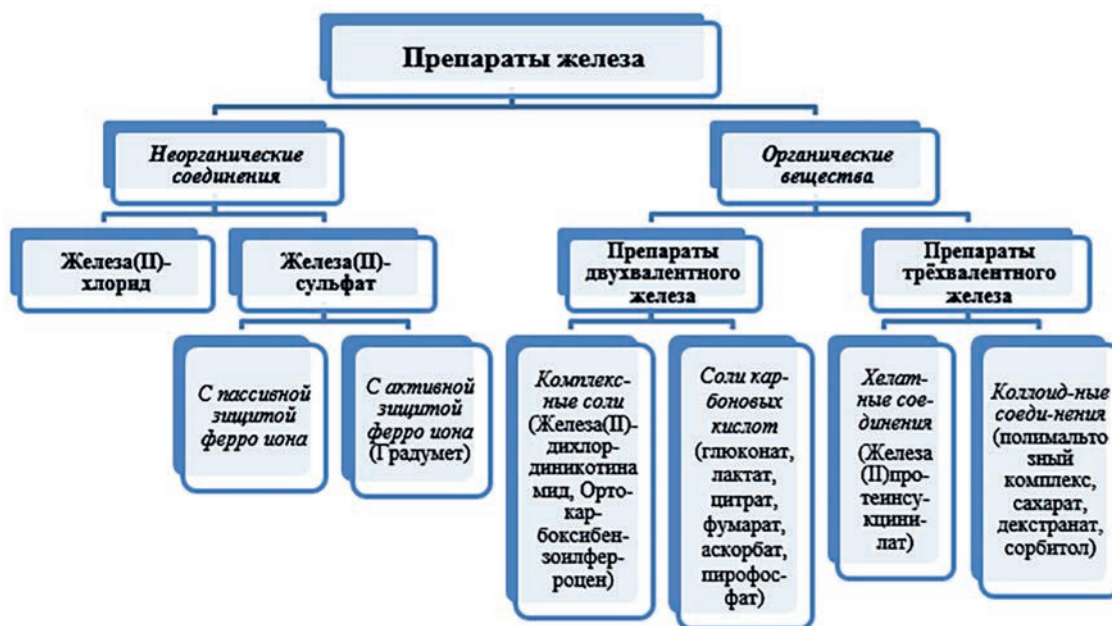 Препараты железа
Неорганические
соединения
Органические
вещества
Железа(II)-
хлорид
Железа(II)-
сульфат
Препараты
двухвалентного
железа
Препараты
трёхвалентного
железа
С пассивной
зищитой
ферро иона
С активной
зищитой
ферро иона
(Градумет)
Комплекс-
ные соли
(Железа(II)-
дихлор-
диникотина
мид, Орто-
кар-
боксибен-
зоилфер-
роцен)
Соли кар-
боновых
кислот
(глюконат,
лактат,
цитрат,
фумарат,
аскорбат,
пирофос-
фат)
Хелат-
ные сое-
динения
(Железа
(II)про-
теинсу-
кцини-
лат)
Коллоид-ные
соеди-нения
(полимальто
зный
комплекс,
сахарат,
декстранат,
сорбитол)